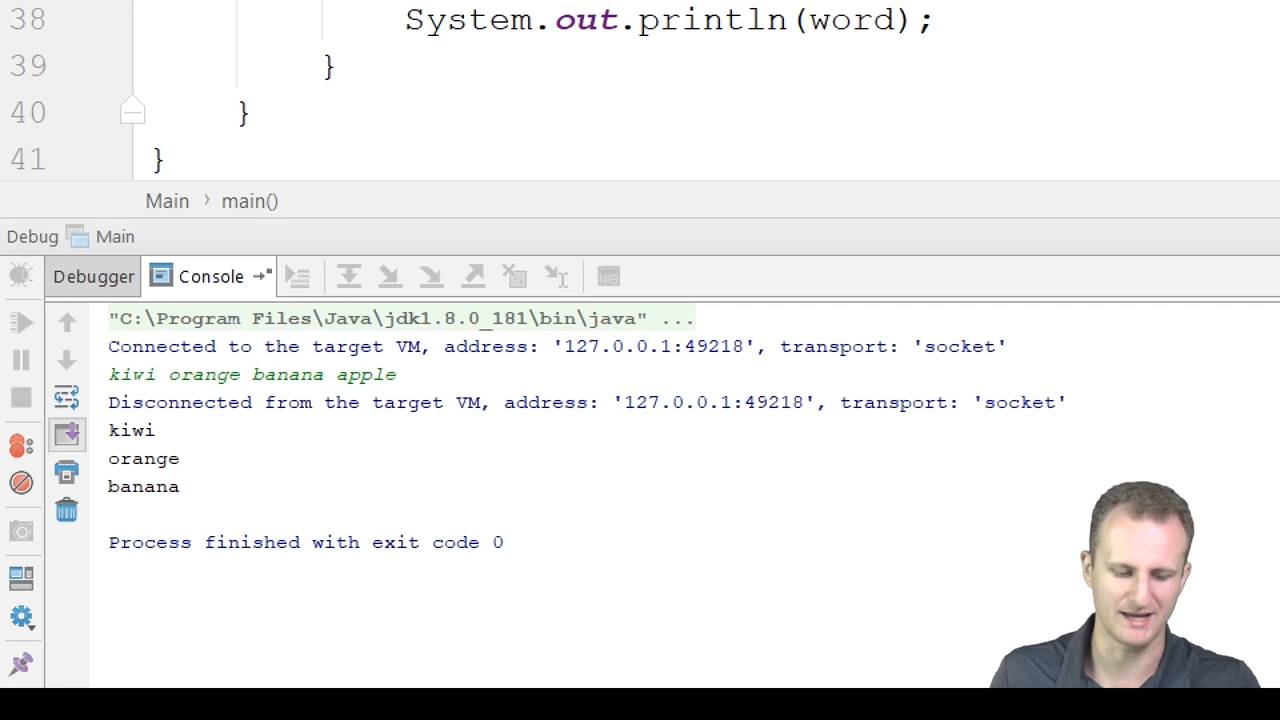 38 System.out.println(word);
39 }
40 }
41 }
Main › main()
Debug Main
Debugger Console
"C:\Program Files\Java\jdk1.8.0_181\bin\java" ...
Connected to the target VM, address: '127.0.0.1:49218', transport: 'socket'
kiwi orange banana apple
Disconnected from the target VM, address: '127.0.0.1:49218', transport: 'socket'
kiwi
orange
banana
Process finished with exit code 0